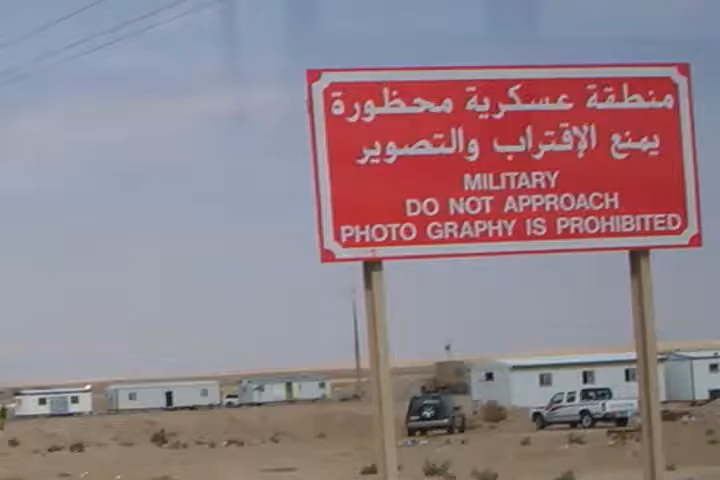 منطقة عسكرية محظورة
يمنع الإقتراب والتصوير
MILITARY
DO NOT APPROACH
PHOTO GRAPHY IS PROHIBITED